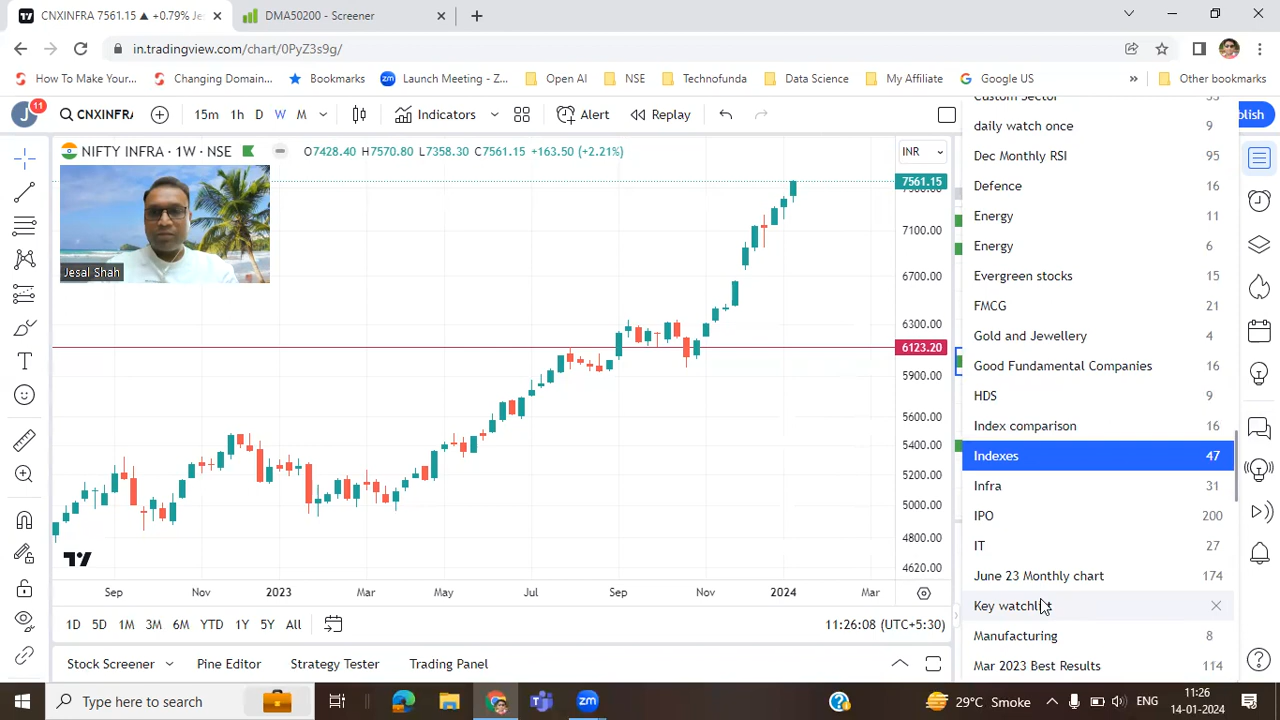 CNXINFRA 7561.15 ▲ +0.79% Je
DMA50200 - Screener
in.tradingview.com/chart/0PyZ3s9g/
How To Make Your...
Changing Domain...
Bookmarks
Launch Meeting - Z...
Open AI
NSE
Technofunda
Data Science
My Affiliate
Google US
»
Other bookmarks
J
11
CNXINFRA
15m
1h
D
W
M
Indicators
Alert
Replay
blish
NIFTY INFRA · 1W · NSE
O7428.40 H7570.80 L7358.30 C7561.15 +163.50 (+2.21%)
INR
Jesal Shah
7561.15
7100.00
6700.00
6300.00
6123.20
5900.00
5600.00
5400.00
5200.00
5000.00
4800.00
4620.00
Sep
Nov
2023
Mar
May
Jul
Sep
Nov
2024
Mar
1D
5D
1M
3M
6M
YTD
1Y
5Y
All
11:26:08 (UTC+5:30)
Stock Screener
Pine Editor
Strategy Tester
Trading Panel
Custom Sector 53
daily watch once 9
Dec Monthly RSI 95
Defence 16
Energy 11
Energy 6
Evergreen stocks 15
FMCG 21
Gold and Jewellery 4
Good Fundamental Companies 16
HDS 9
Index comparison 16
Indexes 47
Infra 31
IPO 200
IT 27
June 23 Monthly chart 174
Key watchlist
Manufacturing 8
Mar 2023 Best Results 114
Type here to search
29°C Smoke
ENG
11:26
14-01-2024